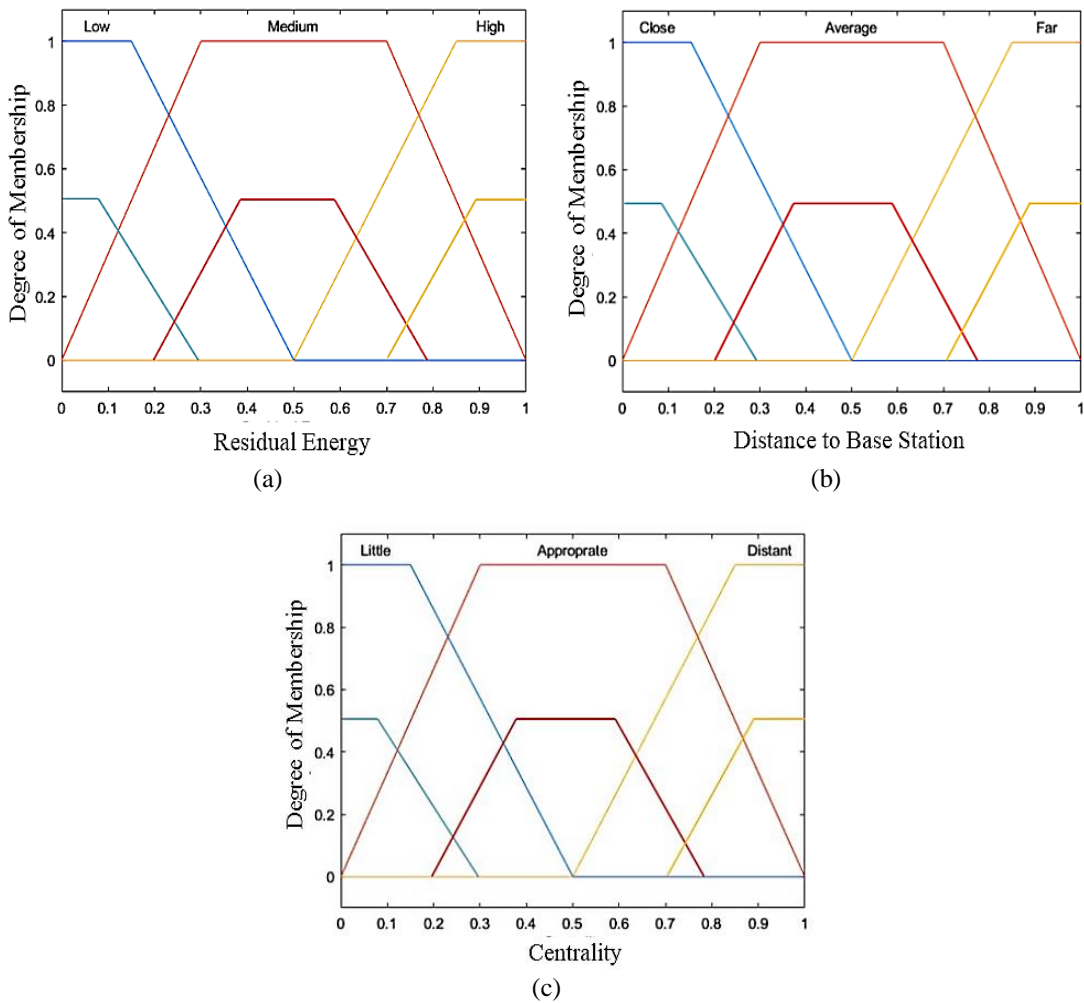 Low Medium High
1
0.8
0.6
0.4
0.2
0
Degree of Membership
0 0.1 0.2 0.3 0.4 0.5 0.6 0.7 0.8 0.9 1
Residual Energy
(a)
Close Average Far
1
0.8
0.6
0.4
0.2
0
Degree of Membership
0 0.1 0.2 0.3 0.4 0.5 0.6 0.7 0.8 0.9 1
Distance to Base Station
(b)
Little Approprate Distant
1
0.8
0.6
0.4
0.2
0
Degree of Membership
0 0.1 0.2 0.3 0.4 0.5 0.6 0.7 0.8 0.9 1
Centrality
(c)